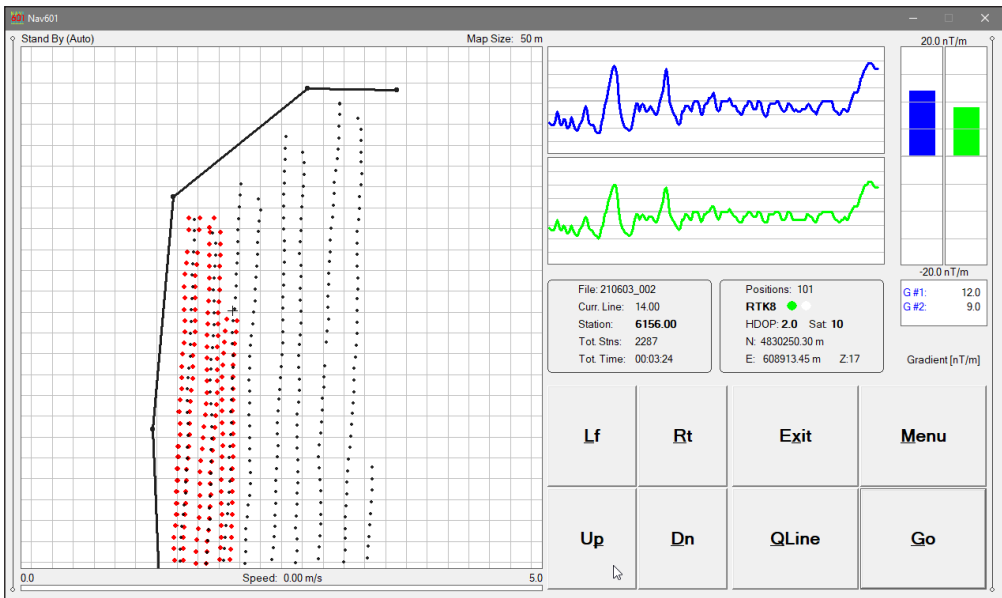 601 Nav601
Stand By (Auto) Map Size: 50 m
20.0 nT/m
-20.0 nT/m
G #1: 12.0
G #2: 9.0
Gradient [nT/m]
File: 210603_002
Curr. Line: 14.00
Station: 6156.00
Tot. Stns: 2287
Tot. Time: 00:03:24
Positions: 101
RTK8
HDOP: 2.0 Sat: 10
N: 4830250.30 m
E: 608913.45 m Z:17
Lf Rt Exit Menu
Up Dn QLine Go
0.0 Speed: 0.00 m/s 5.0